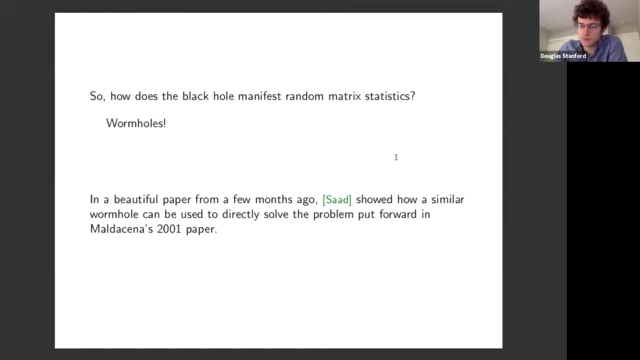 Douglas Stanford
So, how does the black hole manifest random matrix statistics?
Wormholes!
In a beautiful paper from a few months ago, [Saad] showed how a similar
wormhole can be used to directly solve the problem put forward in
Maldacena's 2001 paper.